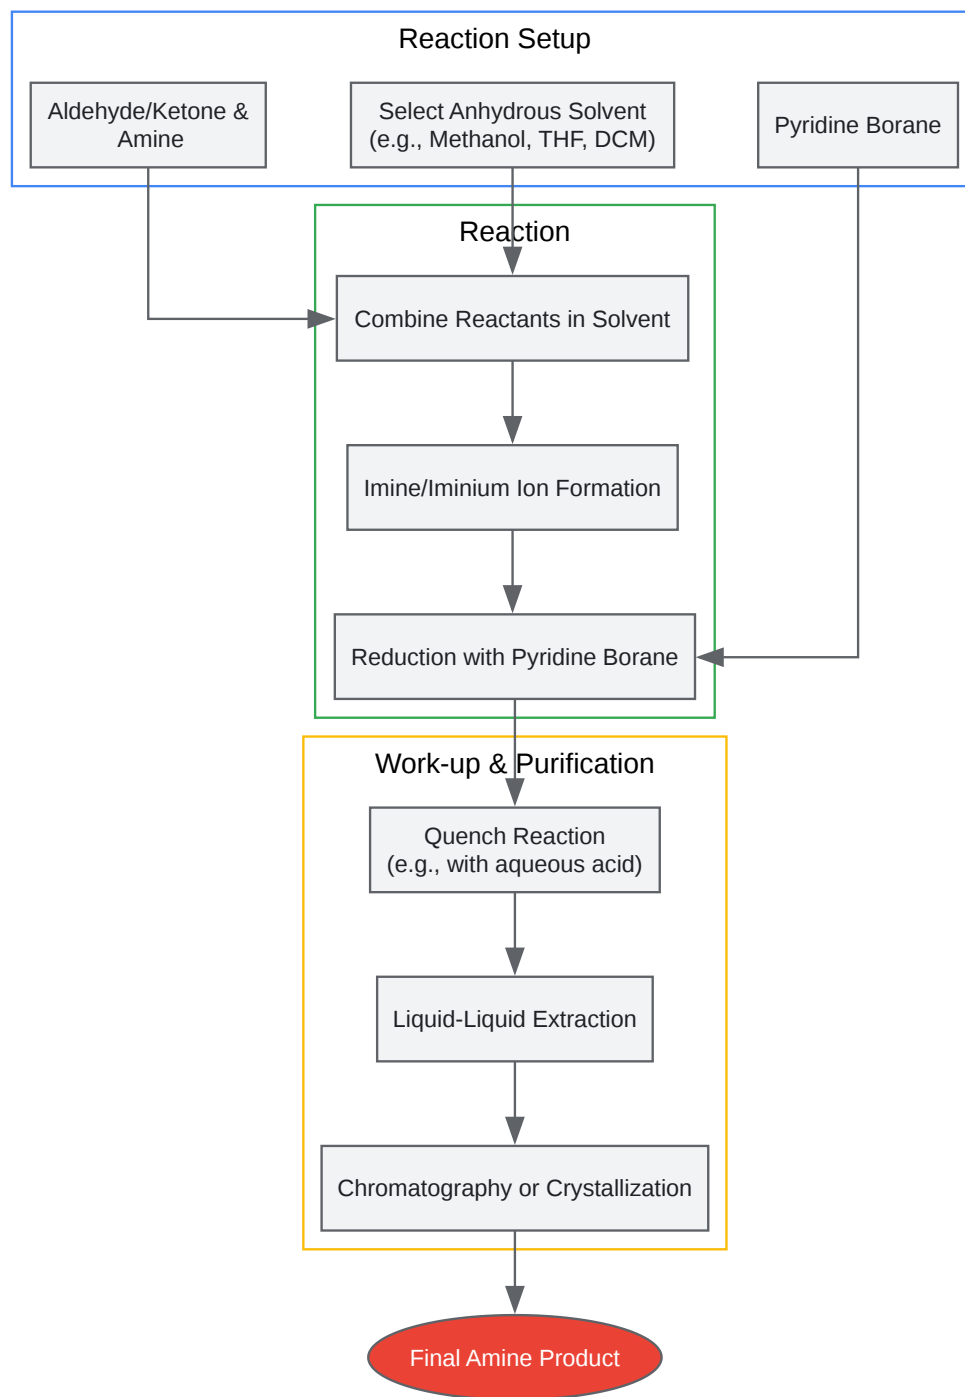 Reaction Setup
Aldehyde/Ketone &
Amine
Select Anhydrous Solvent
(e.g., Methanol, THF, DCM)
Pyridine Borane
Reaction
Combine Reactants in Solvent
Imine/Iminium Ion Formation
Reduction with Pyridine Borane
Work-up & Purification
Quench Reaction
(e.g., with aqueous acid)
Liquid-Liquid Extraction
Chromatography or Crystallization
Final Amine Product